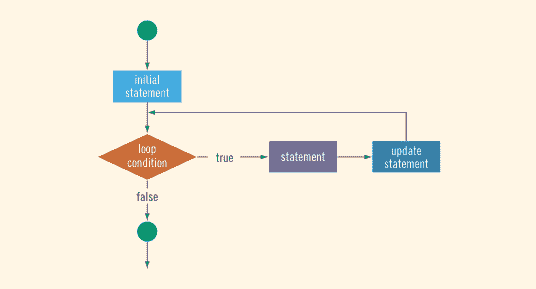 initial
statement
loop
condition
true
statement
update
statement
false